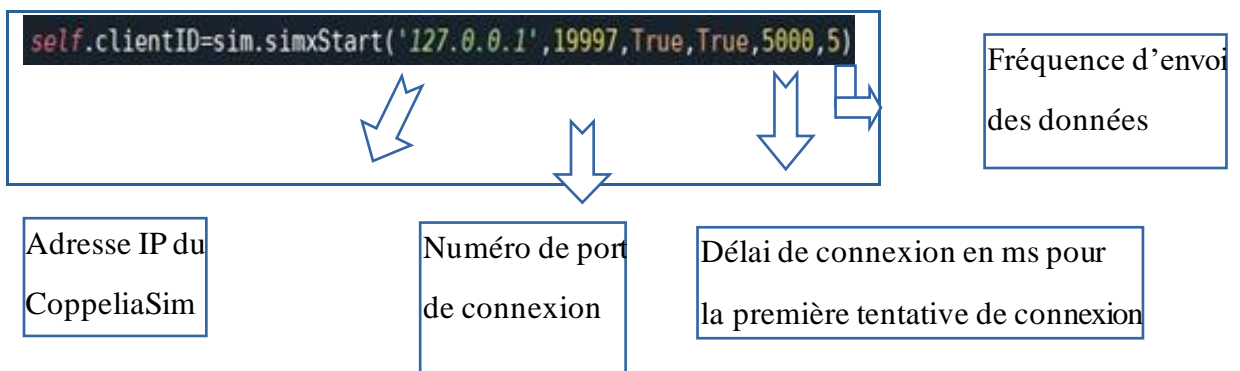 self.clientID=sim.simxStart('127.0.0.1',19997,True,True,5000,5)
Fréquence d'envoi
des données
Adresse IP du
CoppeliaSim
Numéro de port
de connexion
Délai de connexion en ms pour
la première tentative de connexion